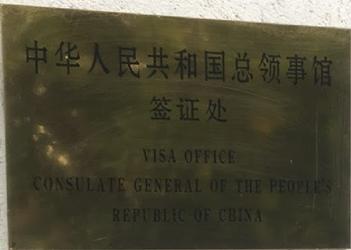 中华人民共和国总领事馆
签证处
VISA OFFICE
CONSULATE GENERAL OF THE PEOPLE'S
REPUBLIC OF CHINA